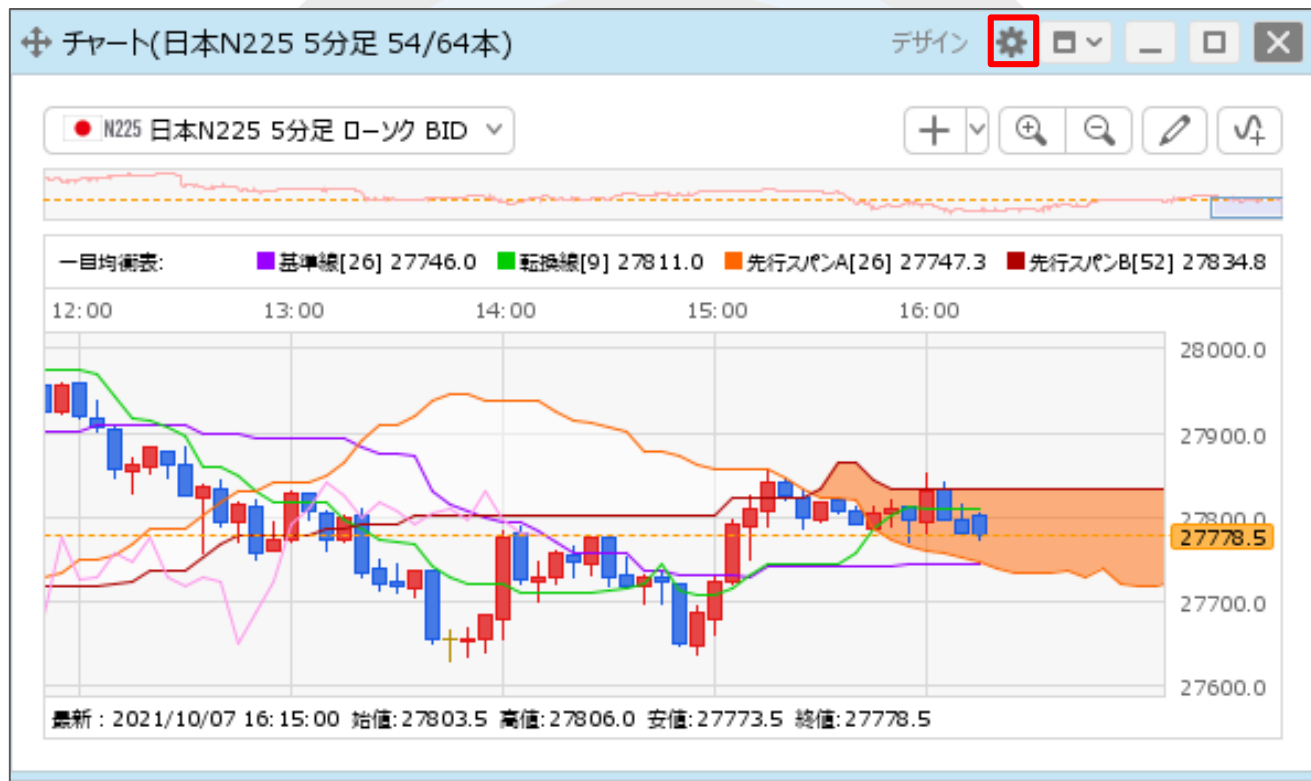 チャート(日本N225 5分足 54/64本) デザイン
N225 日本N225 5分足 ローソク BID
一目均衡表: 基準線[26] 27746.0 転換線[9] 27811.0 先行スパンA[26] 27747.3 先行スパンB[52] 27834.8
12:00 13:00 14:00 15:00 16:00
28000.0
27900.0
27800.0
27778.5
27700.0
27600.0
最新：2021/10/07 16:15:00 始値:27803.5 高値:27806.0 安値:27773.5 終値:27778.5